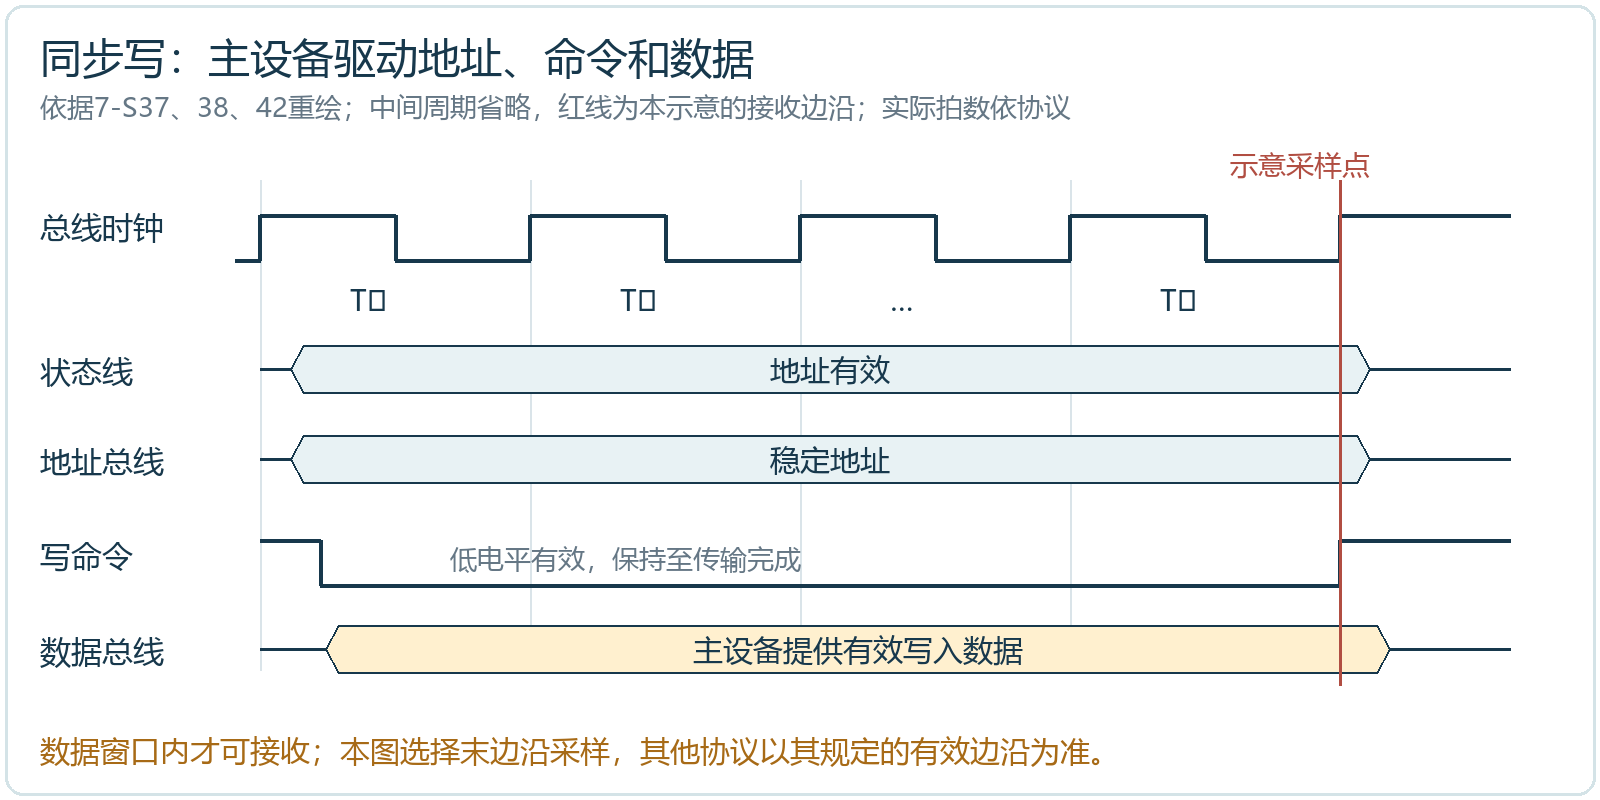 同步写：主设备驱动地址、命令和数据
依据7-S37、38、42重绘；中间周期省略，红线为本示意的接收边沿；实际拍数依协议
示意采样点
总线时钟
T□ T□ … T□
状态线 地址有效
地址总线 稳定地址
写命令 低电平有效，保持至传输完成
数据总线 主设备提供有效写入数据
数据窗口内才可接收；本图选择末边沿采样，其他协议以其规定的有效边沿为准。